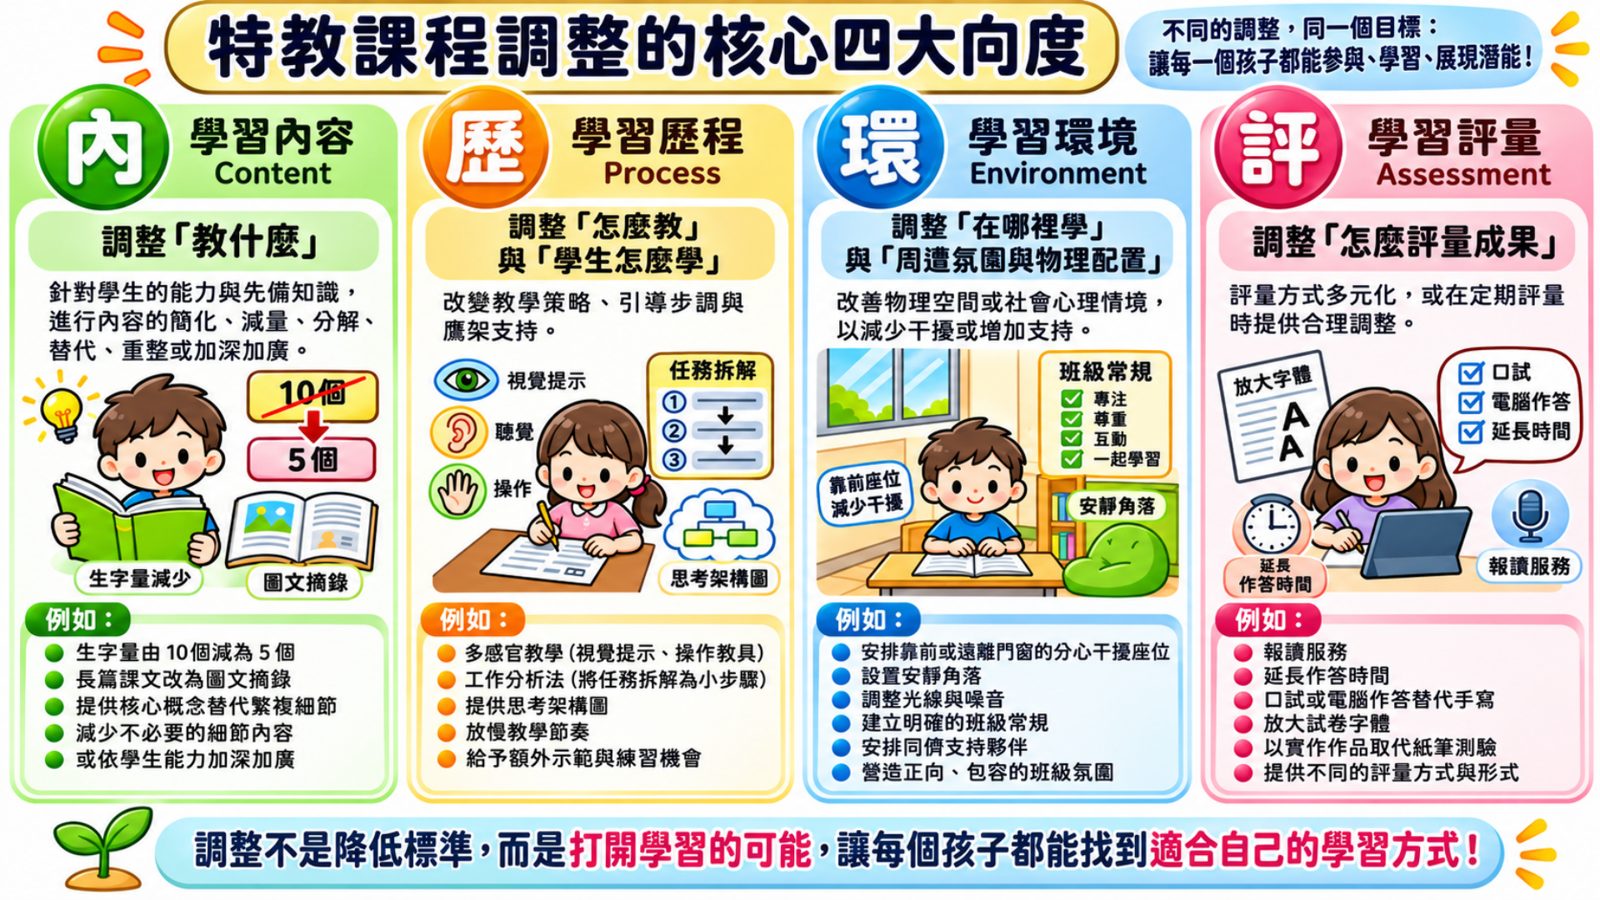 特教課程調整的核心四大向度
不同的調整，同一個目標：
讓每一個孩子都能參與、學習、展現潛能！
內
學習內容
Content
調整「教什麼」
針對學生的能力與先備知識，
進行內容的簡化、減量、分解、
替代、重整或加深加廣。
10個
5個
生字量減少
圖文摘錄
例如：
生字量由 10個減為 5個
長篇課文改為圖文摘錄
提供核心概念替代繁複細節
減少不必要的細節內容
或依學生能力加深加廣
歷
學習歷程
Process
調整「怎麼教」
與「學生怎麼學」
改變教學策略、引導步調與
鷹架支持。
視覺提示
聽覺
操作
任務拆解
1
2
3
思考架構圖
例如：
多感官教學（視覺提示、操作教具）
工作分析法（將任務拆解為小步驟）
提供思考架構圖
放慢教學節奏
給予額外示範與練習機會
環
學習環境
Environment
調整「在哪裡學」
與「周遭氛圍與物理配置」
改善物理空間或社會心理情境，
以減少干擾或增加支持。
班級常規
專注
尊重
互動
一起學習
靠前座位
減少干擾
安靜角落
例如：
安排靠前或遠離門窗的分心干擾座位
設置安靜角落
調整光線與噪音
建立明確的班級常規
安排同儕支持夥伴
營造正向、包容的班級氛圍
評
學習評量
Assessment
調整「怎麼評量成果」
評量方式多元化，或在定期評量
時提供合理調整。
放大字體
A
A
口試
電腦作答
延長時間
延長
作答時間
報讀服務
例如：
報讀服務
延長作答時間
口試或電腦作答替代手寫
放大試卷字體
以實作作品取代紙筆測驗
提供不同的評量方式與形式
調整不是降低標準，而是打開學習的可能，讓每個孩子都能找到適合自己的學習方式！